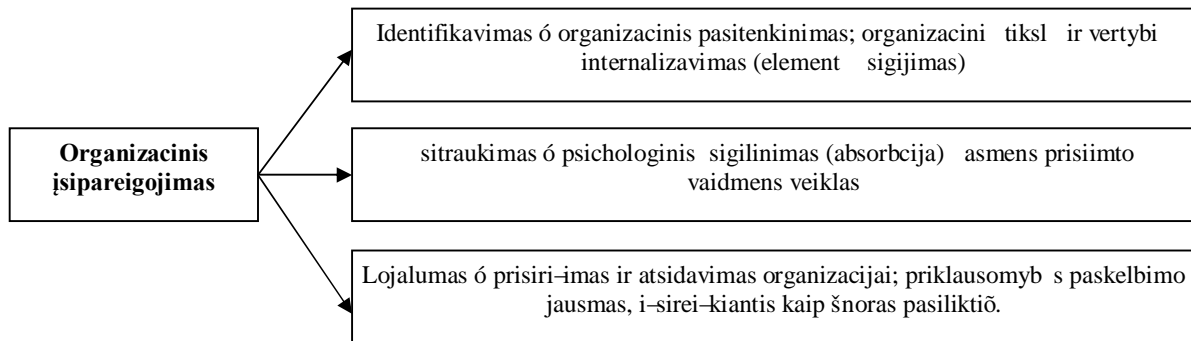 Identifikavimas ó organizacinis pasitenkinimas; organizacini tiksl ir vertybi
internalizavimas (element sigijimas)
Organizacinis
įsipareigojimas
sitraukimas ó psichologinis sigilinimas (absorbcija) asmens prisiimto
vaidmens veiklas
Lojalumas ó prisiri–imas ir atsidavimas organizacijai; priklausomyb s paskelbimo
jausmas, i–sirei–kiantis kaip šnoras pasiliktiõ.